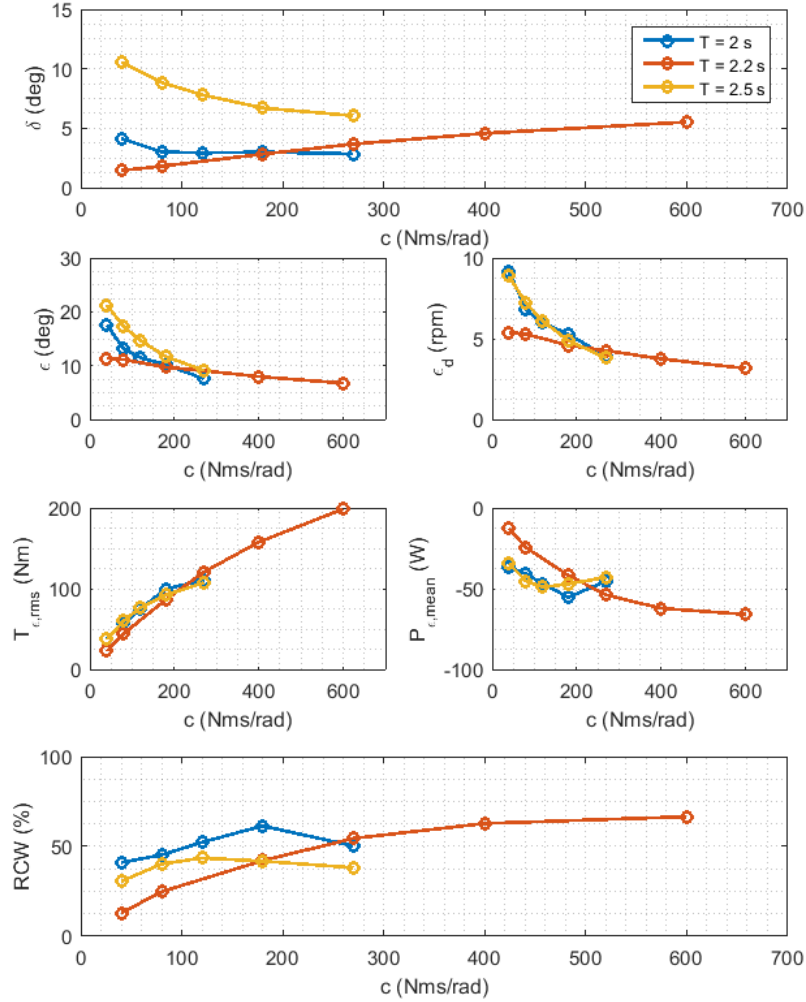 15
10
5
0
δ (deg)
T = 2 s
T = 2.2 s
T = 2.5 s
0 100 200 300 400 500 600 700
c (Nms/rad)
30
20
10
0
ϵ (deg)
0 200 400 600
c (Nms/rad)
10
5
0
ϵ_d (rpm)
0 200 400 600
c (Nms/rad)
200
100
0
T_ϵ,rms (Nm)
0 200 400 600
c (Nms/rad)
0
-50
-100
P_ϵ,mean (W)
0 200 400 600
c (Nms/rad)
100
50
0
RCW (%)
0 100 200 300 400 500 600 700
c (Nms/rad)